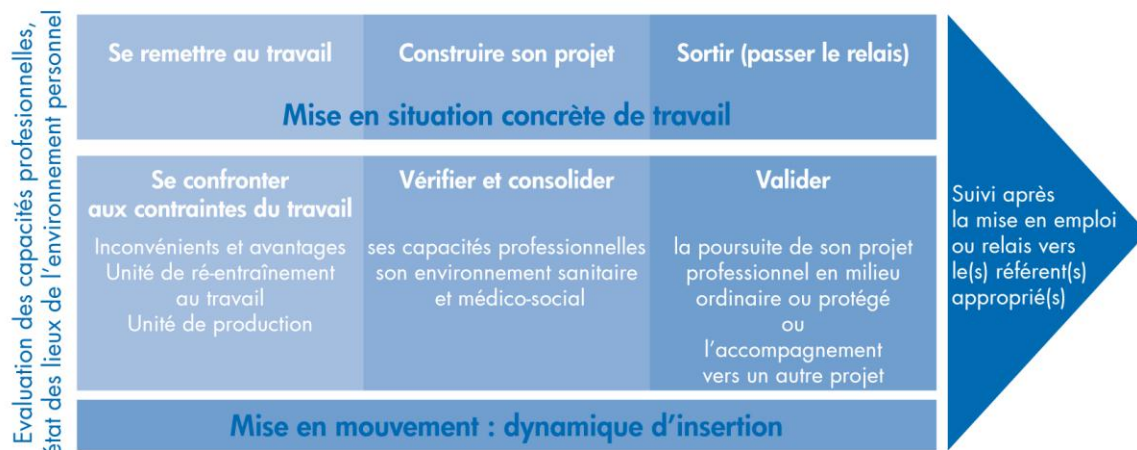 Evaluation des capacités profesionnelles,
état des lieux de l'environnement personnel
Se remettre au travail
Construire son projet
Sortir (passer le relais)
Mise en situation concrète de travail
Se confronter
aux contraintes du travail
Inconvénients et avantages
Unité de ré-entraînement
au travail
Unité de production
Vérifier et consolider
ses capacités professionnelles
son environnement sanitaire
et médico-social
Valider
la poursuite de son projet
professionnel en milieu
ordinaire ou protégé
ou
l'accompagnement
vers un autre projet
Mise en mouvement : dynamique d'insertion
Suivi après
la mise en emploi
ou relais vers
le(s) référent(s)
approprié(s)